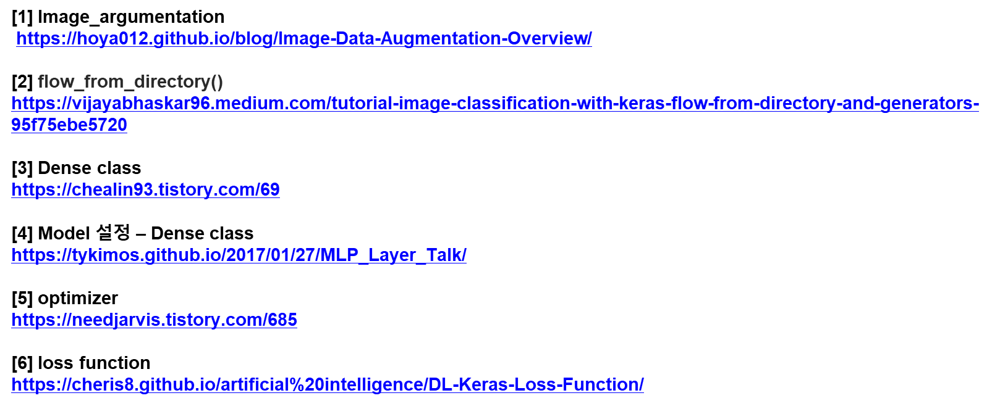 [1] Image_argumentation
https://hoya012.github.io/blog/Image-Data-Augmentation-Overview/
[2] flow_from_directory()
https://vijayabhaskar96.medium.com/tutorial-image-classification-with-keras-flow-from-directory-and-generators-
95f75ebe5720
[3] Dense class
https://chealin93.tistory.com/69
[4] Model 설정 – Dense class
https://tykimos.github.io/2017/01/27/MLP_Layer_Talk/
[5] optimizer
https://needjarvis.tistory.com/685
[6] loss function
https://cheris8.github.io/artificial%20intelligence/DL-Keras-Loss-Function/